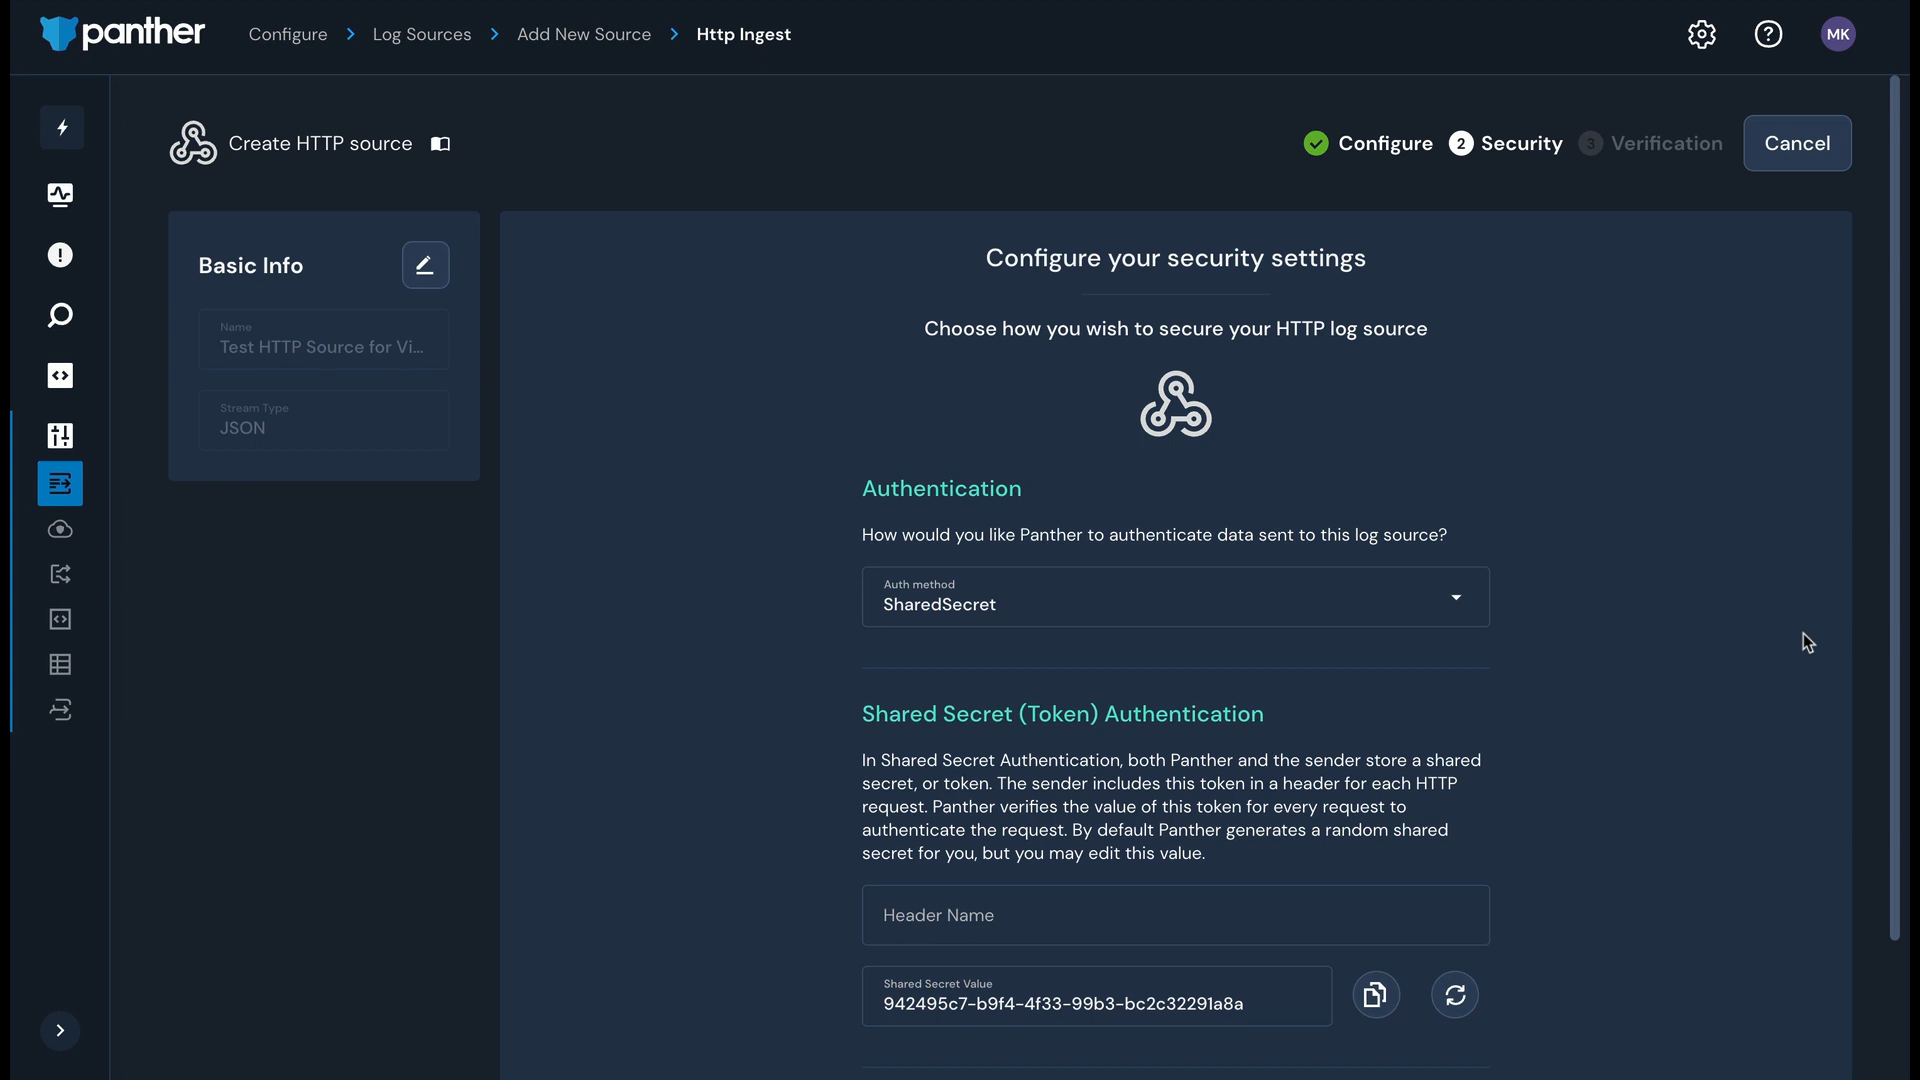 panther
Configure
Log Sources
Add New Source
Http Ingest
MK
Create HTTP source
Configure
2
Security
3
Verification
Cancel
Basic Info
Name
Test HTTP Source for Vi...
Stream Type
JSON
Configure your security settings
Choose how you wish to secure your HTTP log source
Authentication
How would you like Panther to authenticate data sent to this log source?
Auth method
SharedSecret
Shared Secret (Token) Authentication
In Shared Secret Authentication, both Panther and the sender store a shared
secret, or token. The sender includes this token in a header for each HTTP
request. Panther verifies the value of this token for every request to
authenticate the request. By default Panther generates a random shared
secret for you, but you may edit this value.
Header Name
Shared Secret Value
942495c7-b9f4-4f33-99b3-bc2c32291a8a